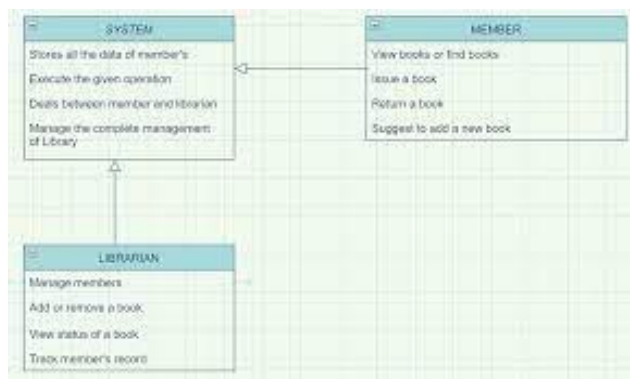 SYSTEM
Stores all the data of member's
Execute the given operation
Deals between member and librarian
Manage the complete management
of Library
MEMBER
View books or find books
Issue a book
Return a book
Suggest to add a new book
LIBRARIAN
Manage members
Add or remove a book
View status of a book
Track member's record